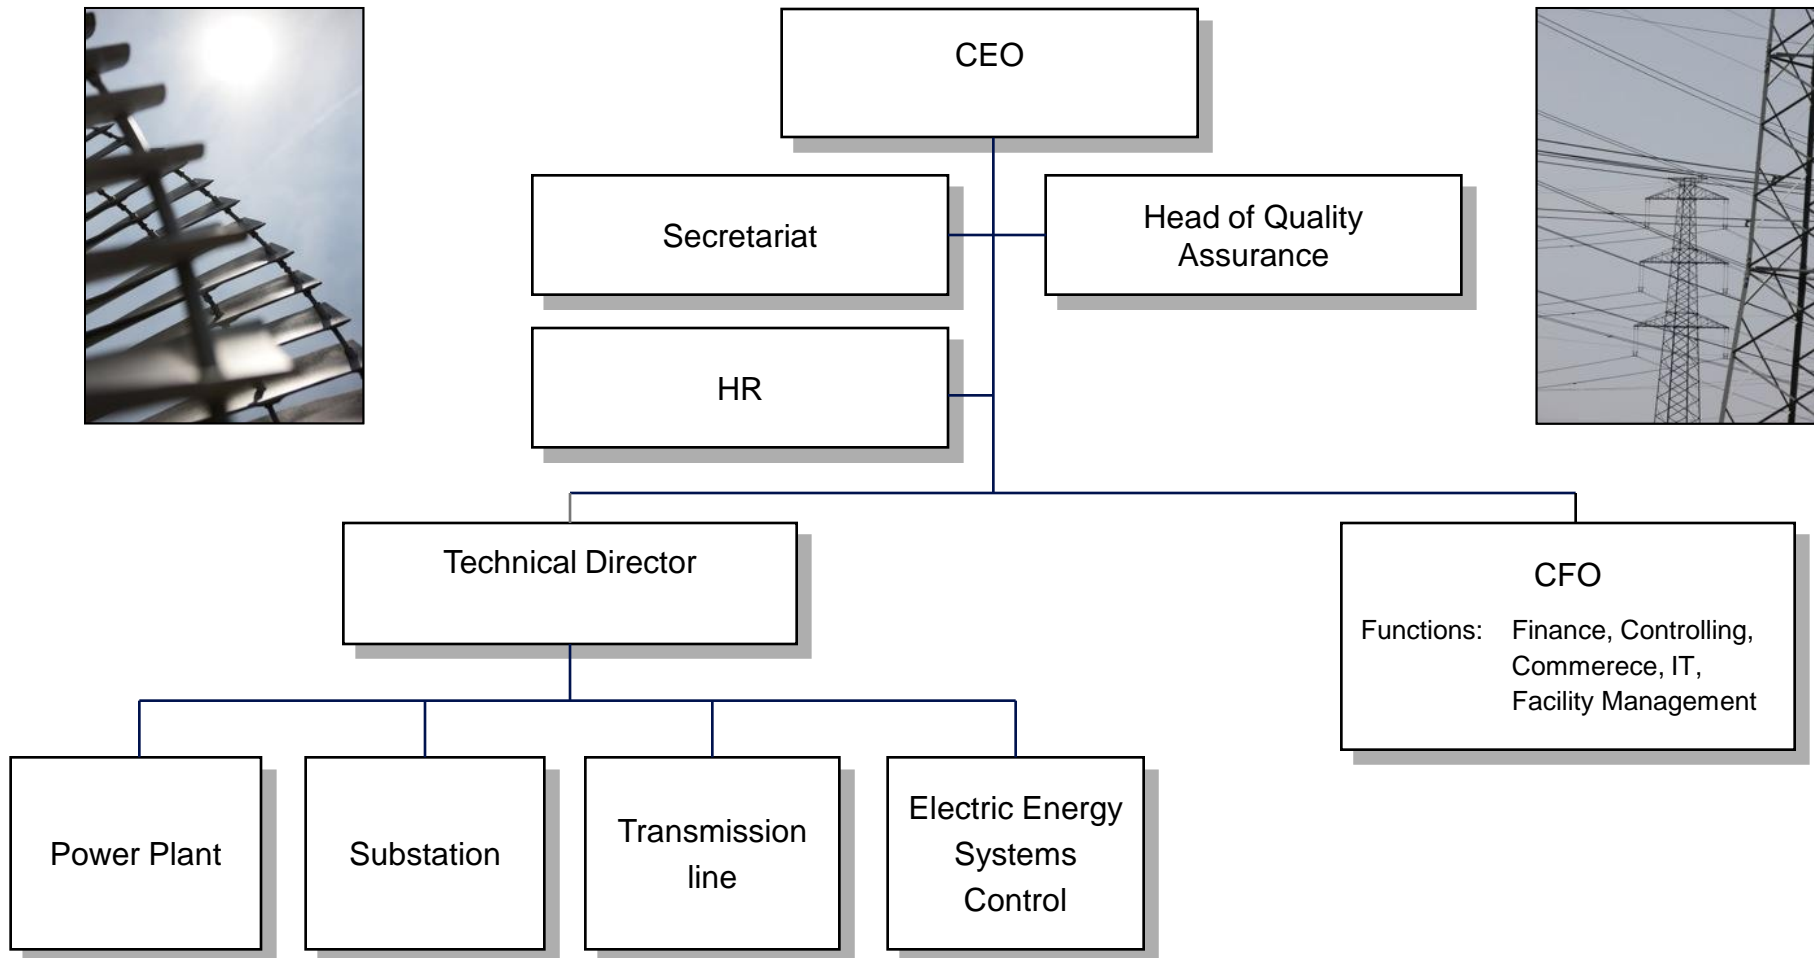 CEO
Secretariat
Head of Quality
Assurance
HR
Technical Director
CFO
Functions: Finance, Controlling,
Commerece, IT,
Facility Management
Power Plant
Substation
Transmission
line
Electric Energy
Systems
Control